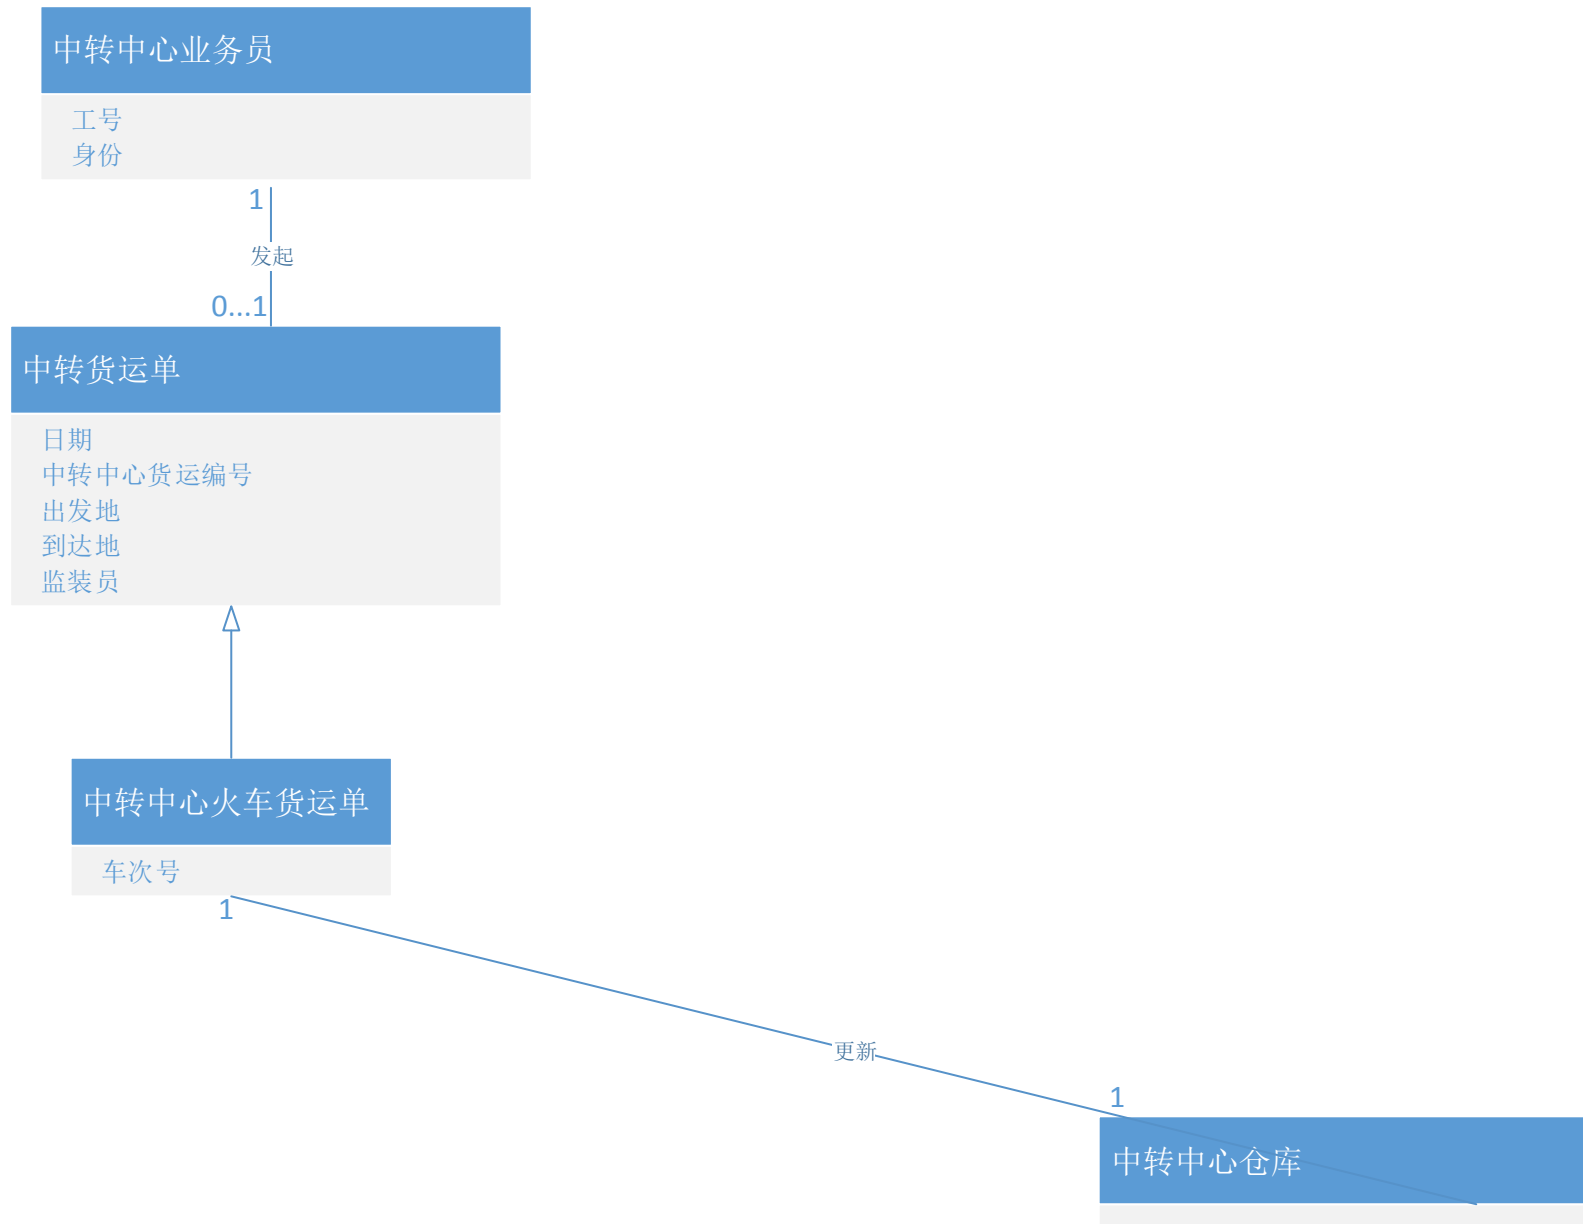 中转中心业务员
工号
身份
1
发起
0...1
中转货运单
日期
中转中心货运编号
出发地
到达地
监装员
中转中心火车货运单
车次号
1
更新
1
中转中心仓库